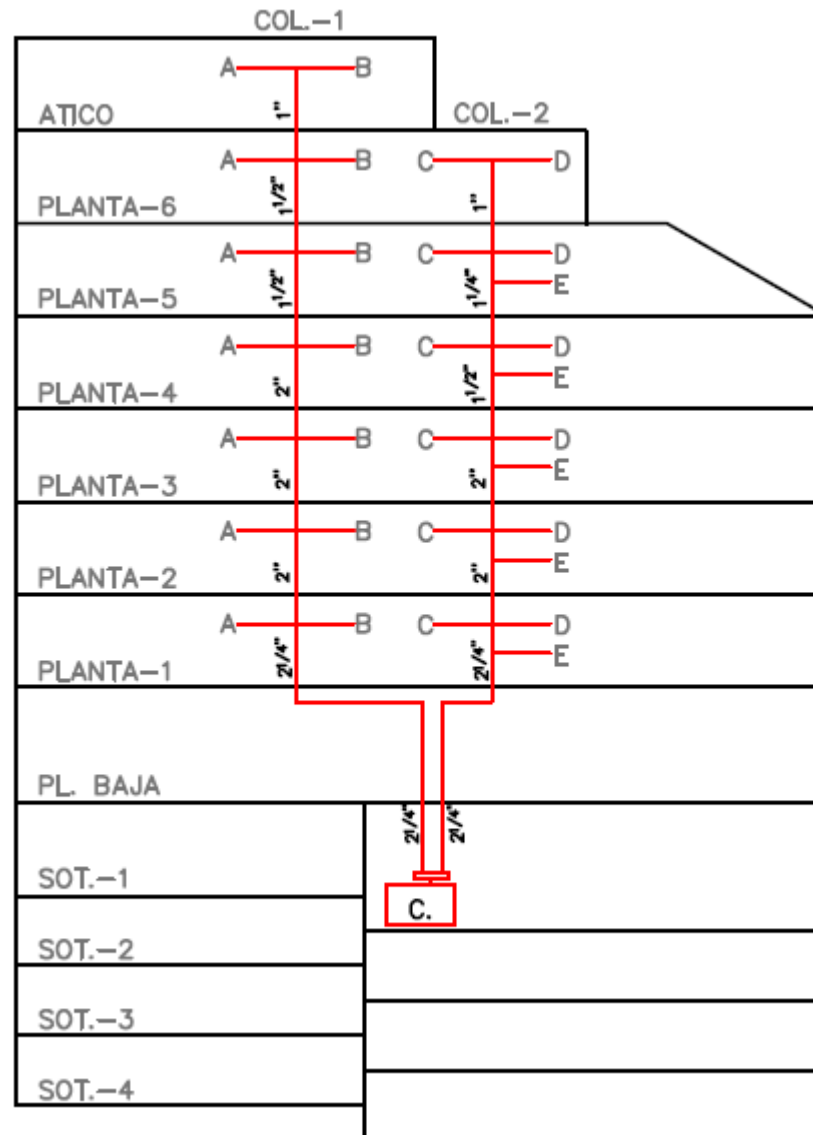 COL.-1
A B
ATICO 1" COL.-2
A B C D
PLANTA-6 1 1/2" 1"
A B C D
PLANTA-5 1 1/2" 1 1/4" E
A B C D
PLANTA-4 2" 1 1/2" E
A B C D
PLANTA-3 2" 2" E
A B C D
PLANTA-2 2" 2" E
A B C D
PLANTA-1 2 1/4" 2 1/4" E
PL. BAJA
2 1/4" 2 1/4"
SOT.-1
C.
SOT.-2
SOT.-3
SOT.-4